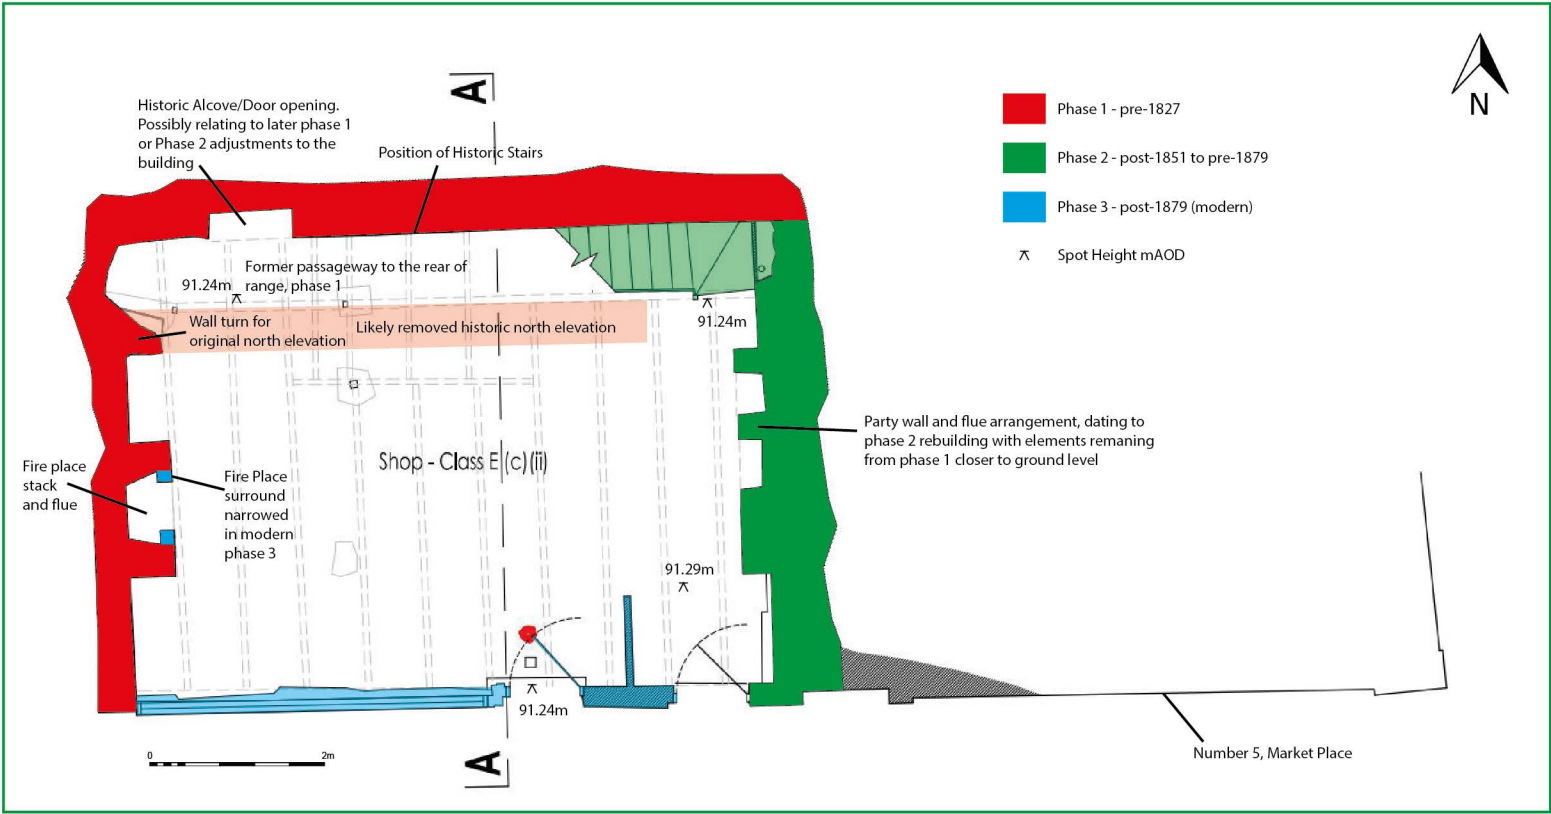 A
Historic Alcove/Door opening.
Possibly relating to later phase 1
or Phase 2 adjustments to the
building
Position of Historic Stairs
N
Phase 1 - pre-1827
Phase 2 - post-1851 to pre-1879
Phase 3 - post-1879 (modern)
Spot Height mAOD
Former passageway to the rear of
range, phase 1
91.24m
Wall turn for
original north elevation
Likely removed historic north elevation
91.24m
Party wall and flue arrangement, dating to
phase 2 rebuilding with elements remaning
from phase 1 closer to ground level
Shop - Class E (c) (ii)
Fire place
stack
and flue
Fire Place
surround
narrowed
in modern
phase 3
91.29m
91.24m
A
0 2m
Number 5, Market Place